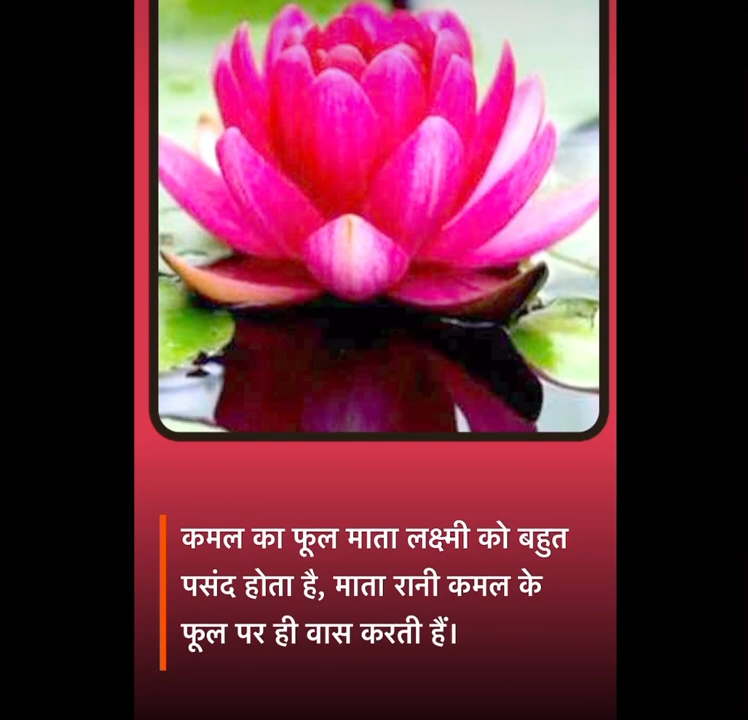 कमल का फूल माता लक्ष्मी को बहुत
पसंद होता है, माता रानी कमल के
फूल पर ही वास करती हैं।